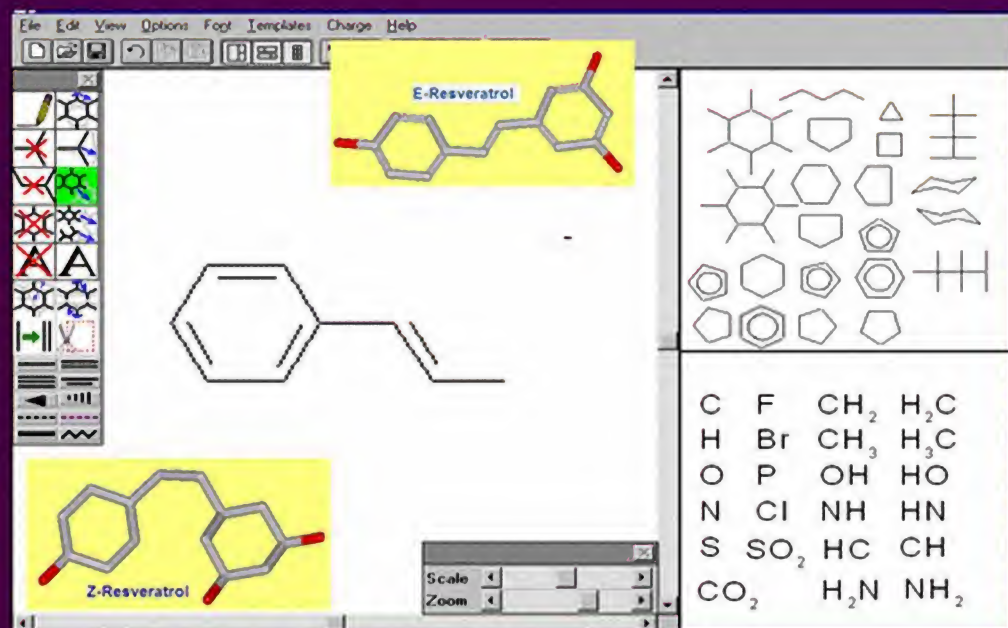 File Edit View Options Font Templates Charge Help
E-Resveratrol
A A
Z-Resveratrol
Scale
Zoom
C F CH₂ H₂C
H Br CH₃ H₃C
O P OH HO
N Cl NH HN
S SO₂ HC CH
CO₂ H₂N NH₂